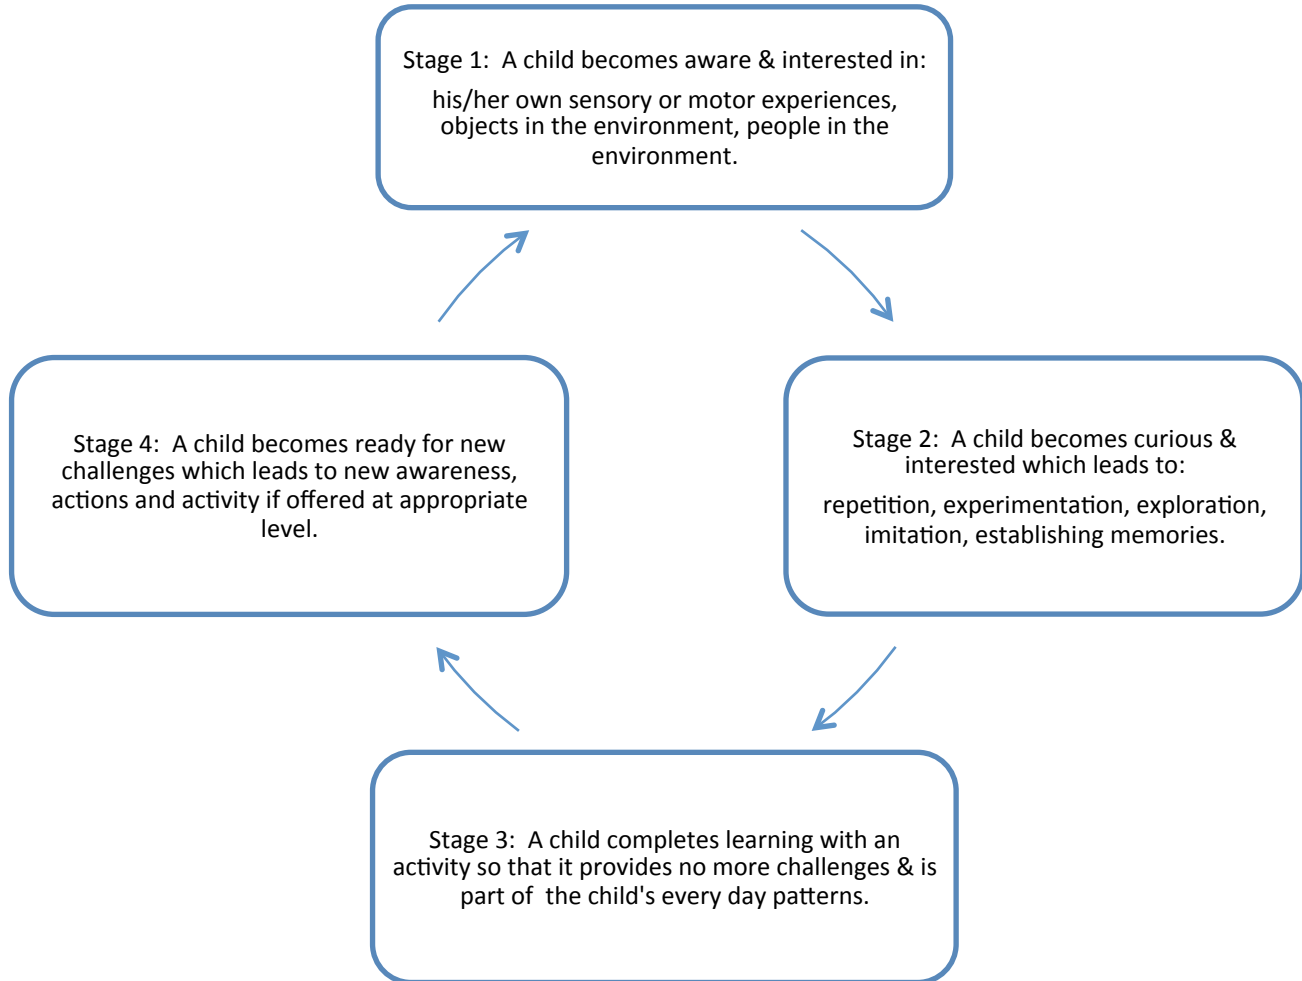 Stage 1:  A child becomes aware & interested in:
his/her own sensory or motor experiences,
objects in the environment, people in the
environment.
Stage 2:  A child becomes curious &
interested which leads to:
repetition, experimentation, exploration,
imitation, establishing memories.
Stage 3:  A child completes learning with an
activity so that it provides no more challenges & is
part of  the child's every day patterns.
Stage 4:  A child becomes ready for new
challenges which leads to new awareness,
actions and activity if offered at appropriate
level.